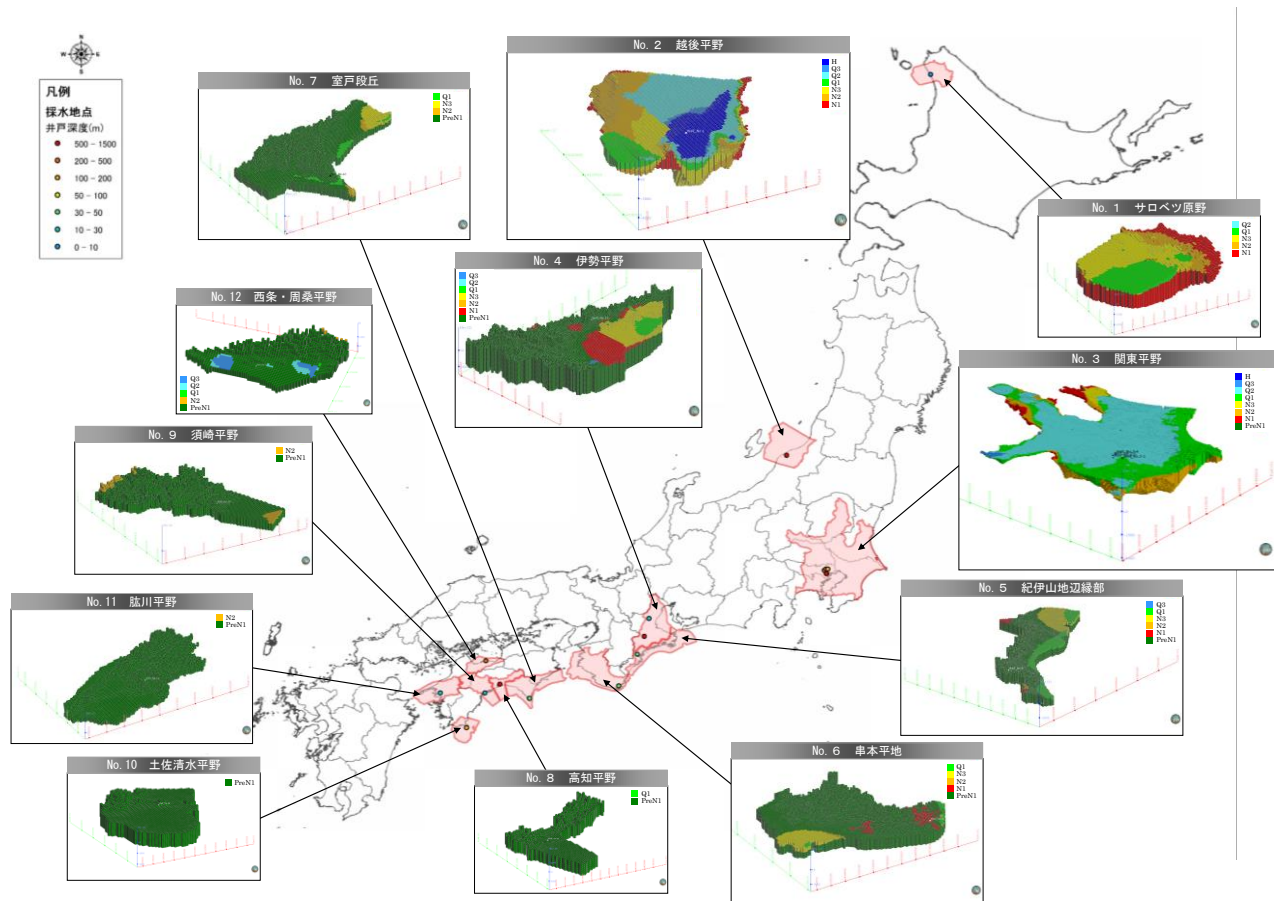 N
W
E
S
凡例
採水地点
井戸深度(m)
500 - 1500
200 - 500
100 - 200
50 - 100
30 - 50
10 - 30
0 - 10
No. 7 室戸段丘
Q1
N3
N2
PreN1
No. 2 越後平野
H
Q3
Q2
Q1
N3
N2
N1
No. 1 サロベツ原野
Q2
Q1
N3
N2
N1
No. 4 伊勢平野
Q3
Q2
Q1
N3
N2
N1
PreN1
No. 12 西条・周桑平野
Q3
Q2
Q1
N2
PreN1
No. 3 関東平野
H
Q3
Q2
Q1
N3
N2
N1
PreN1
No. 9 須崎平野
N2
PreN1
No. 5 紀伊山地辺縁部
Q3
Q1
N3
N2
N1
PreN1
No. 11 肱川平野
N2
PreN1
No. 6 串本平地
Q1
N3
N2
N1
PreN1
No. 10 土佐清水平野
PreN1
No. 8 高知平野
Q1
PreN1